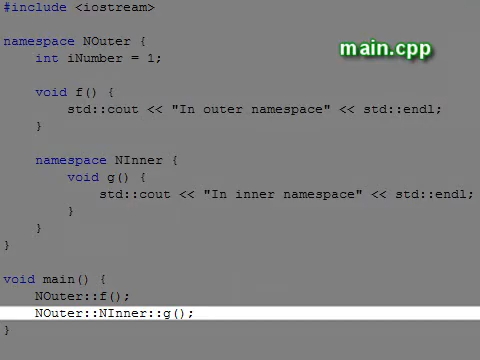 #include <iostream>
namespace NOuter {
    int iNumber = 1;
main.cpp
    void f() {
        std::cout << "In outer namespace" << std::endl;
    }
    namespace NInner {
        void g() {
            std::cout << "In inner namespace" << std::endl;
        }
    }
}
void main() {
    NOuter::f();
    NOuter::NInner::g();
}